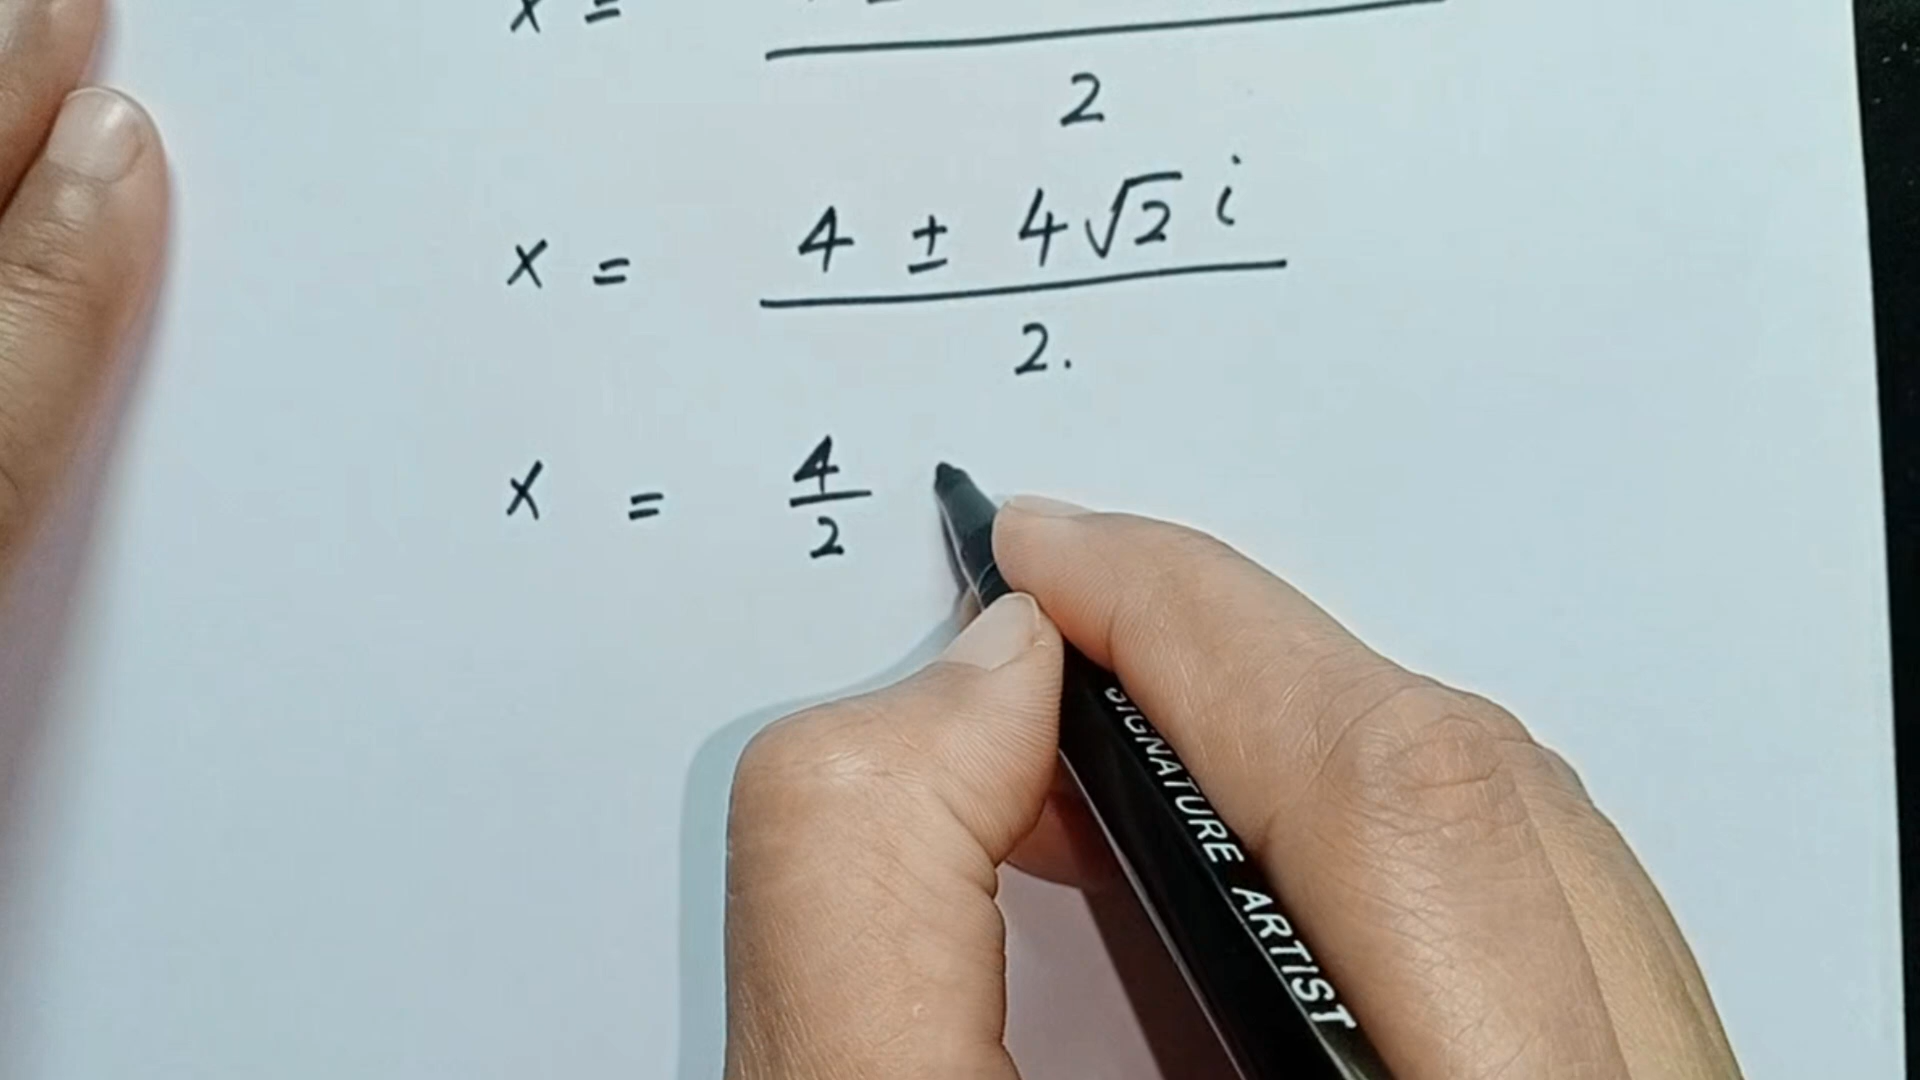 x =
2
x = 4 ± 4√2 i
2.
x = 4
2
SIGNATURE ARTIST